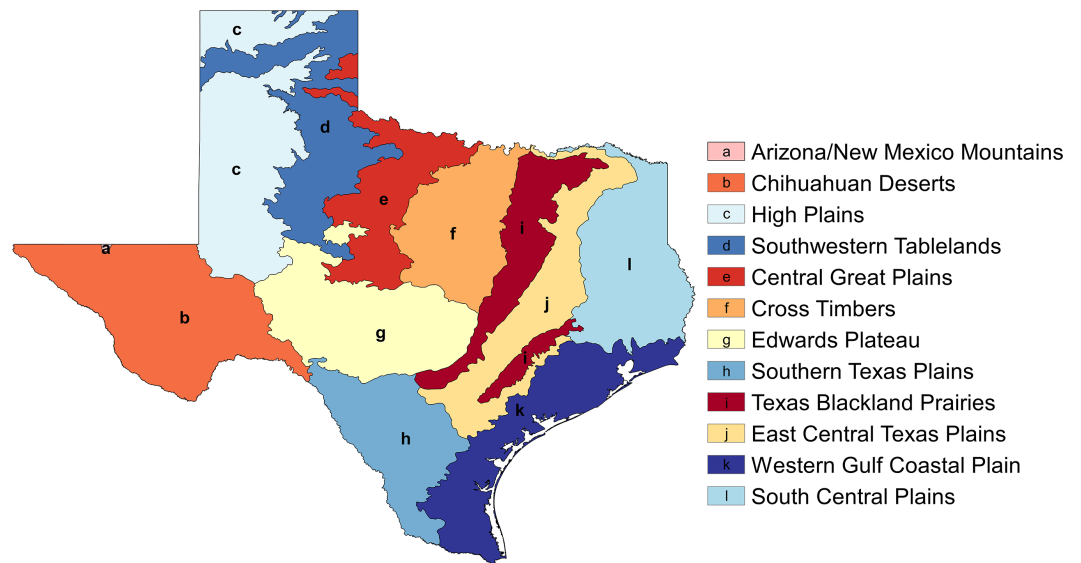 c
d
c
e
i
f
a
l
j
b
g
i
k
h
a Arizona/New Mexico Mountains
b Chihuahuan Deserts
c High Plains
d Southwestern Tablelands
e Central Great Plains
f Cross Timbers
g Edwards Plateau
h Southern Texas Plains
i Texas Blackland Prairies
j East Central Texas Plains
k Western Gulf Coastal Plain
l South Central Plains